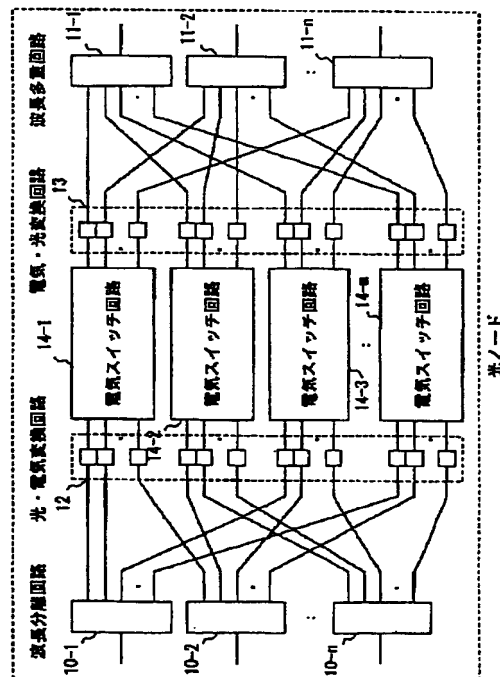 波長分離回路
光・電気変換回路
電気・光変換回路
波長多重回路
12
14-1
13
11-1
10-1
電気スイッチ回路
14-2
11-2
10-2
電気スイッチ回路
電気スイッチ回路
14-3
14-m
10-n
電気スイッチ回路
11-n
光ノード